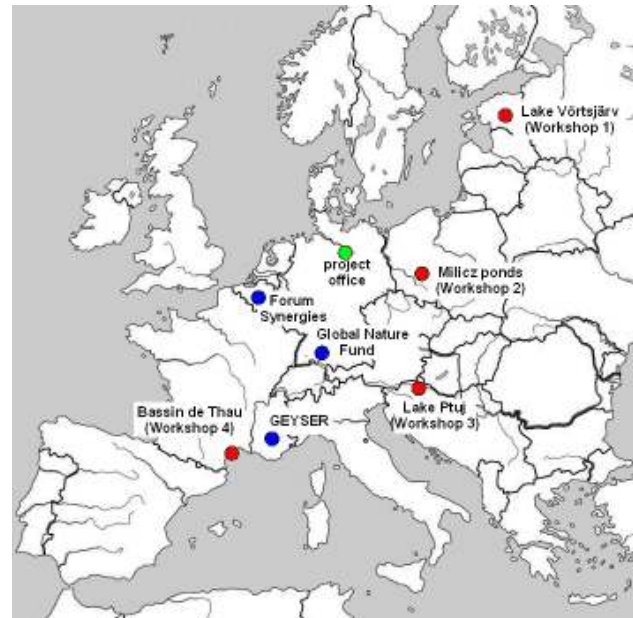 Lake Võrtsjärv
(Workshop 1)
project
office
Milicz ponds
(Workshop 2)
Forum
Synergies
Global Nature
Fund
Bassin de Thau
(Workshop 4)
GEYSER
Lake Ptuj
(Workshop 3)